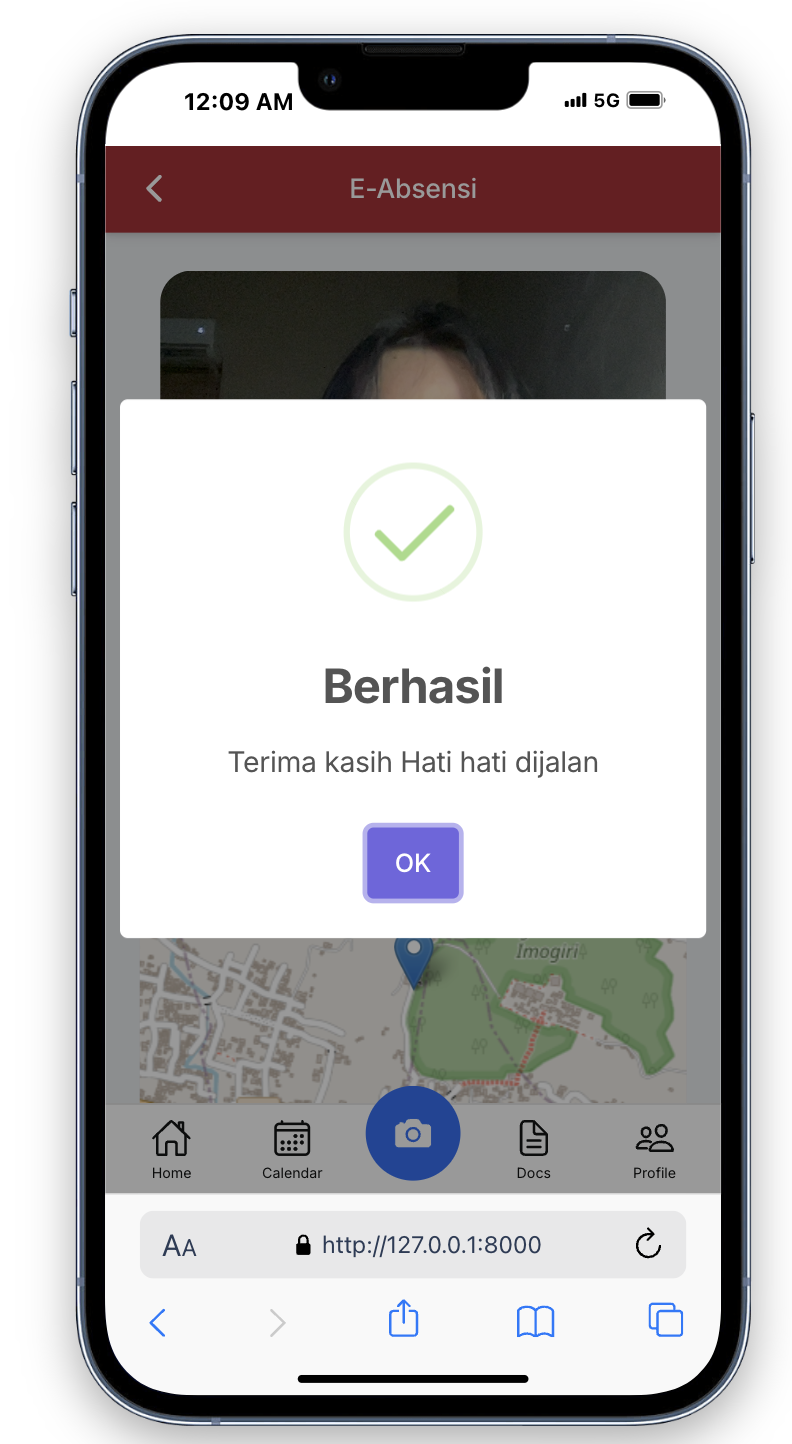 12:09 AM 5G
E-Absensi
Berhasil
Terima kasih Hati hati dijalan
OK
Imogiri
Home Calendar Docs Profile
AA http://127.0.0.1:8000